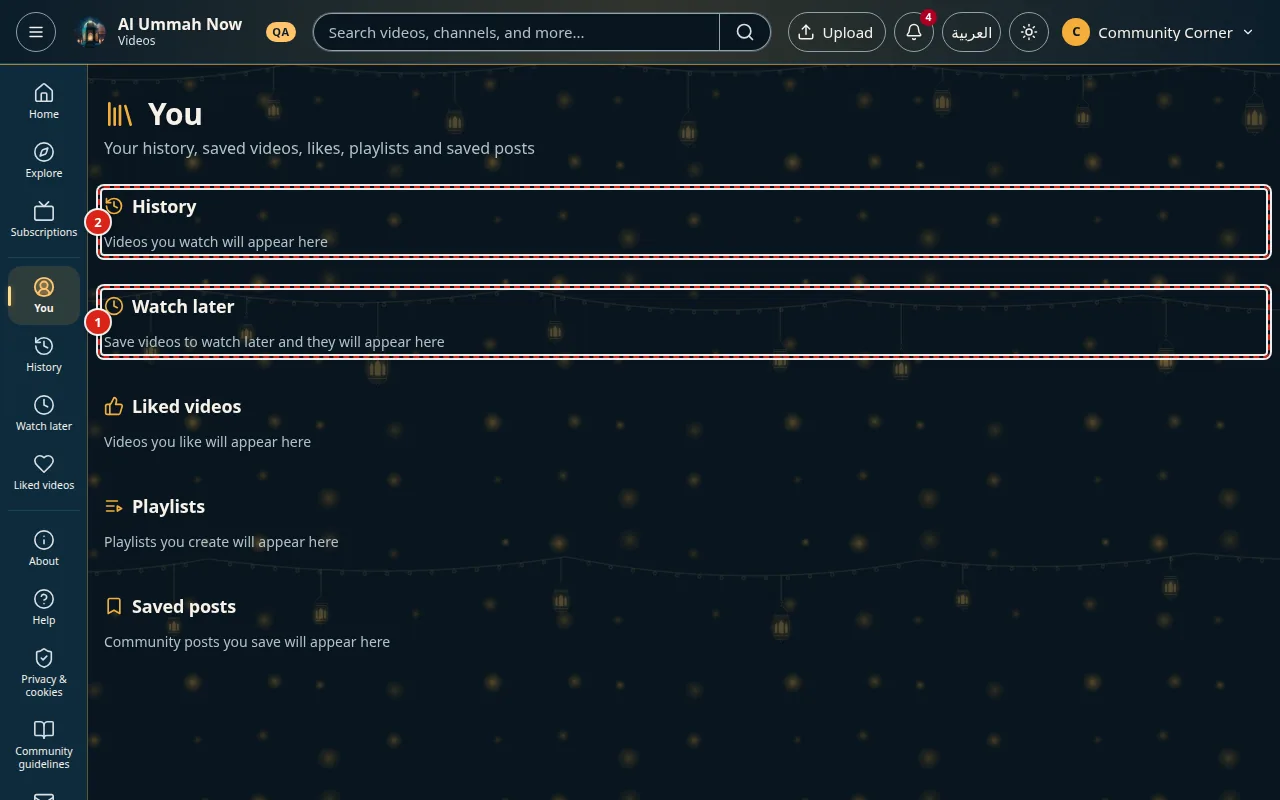 AI Ummah Now
Videos
QA
Search videos, channels, and more...
Upload
4
العربية
C
Community Corner
Home
Explore
Subscriptions
You
History
Watch later
Liked videos
About
Help
Privacy &
cookies
Community
guidelines
You
Your history, saved videos, likes, playlists and saved posts
2
History
Videos you watch will appear here
1
Watch later
Save videos to watch later and they will appear here
Liked videos
Videos you like will appear here
Playlists
Playlists you create will appear here
Saved posts
Community posts you save will appear here